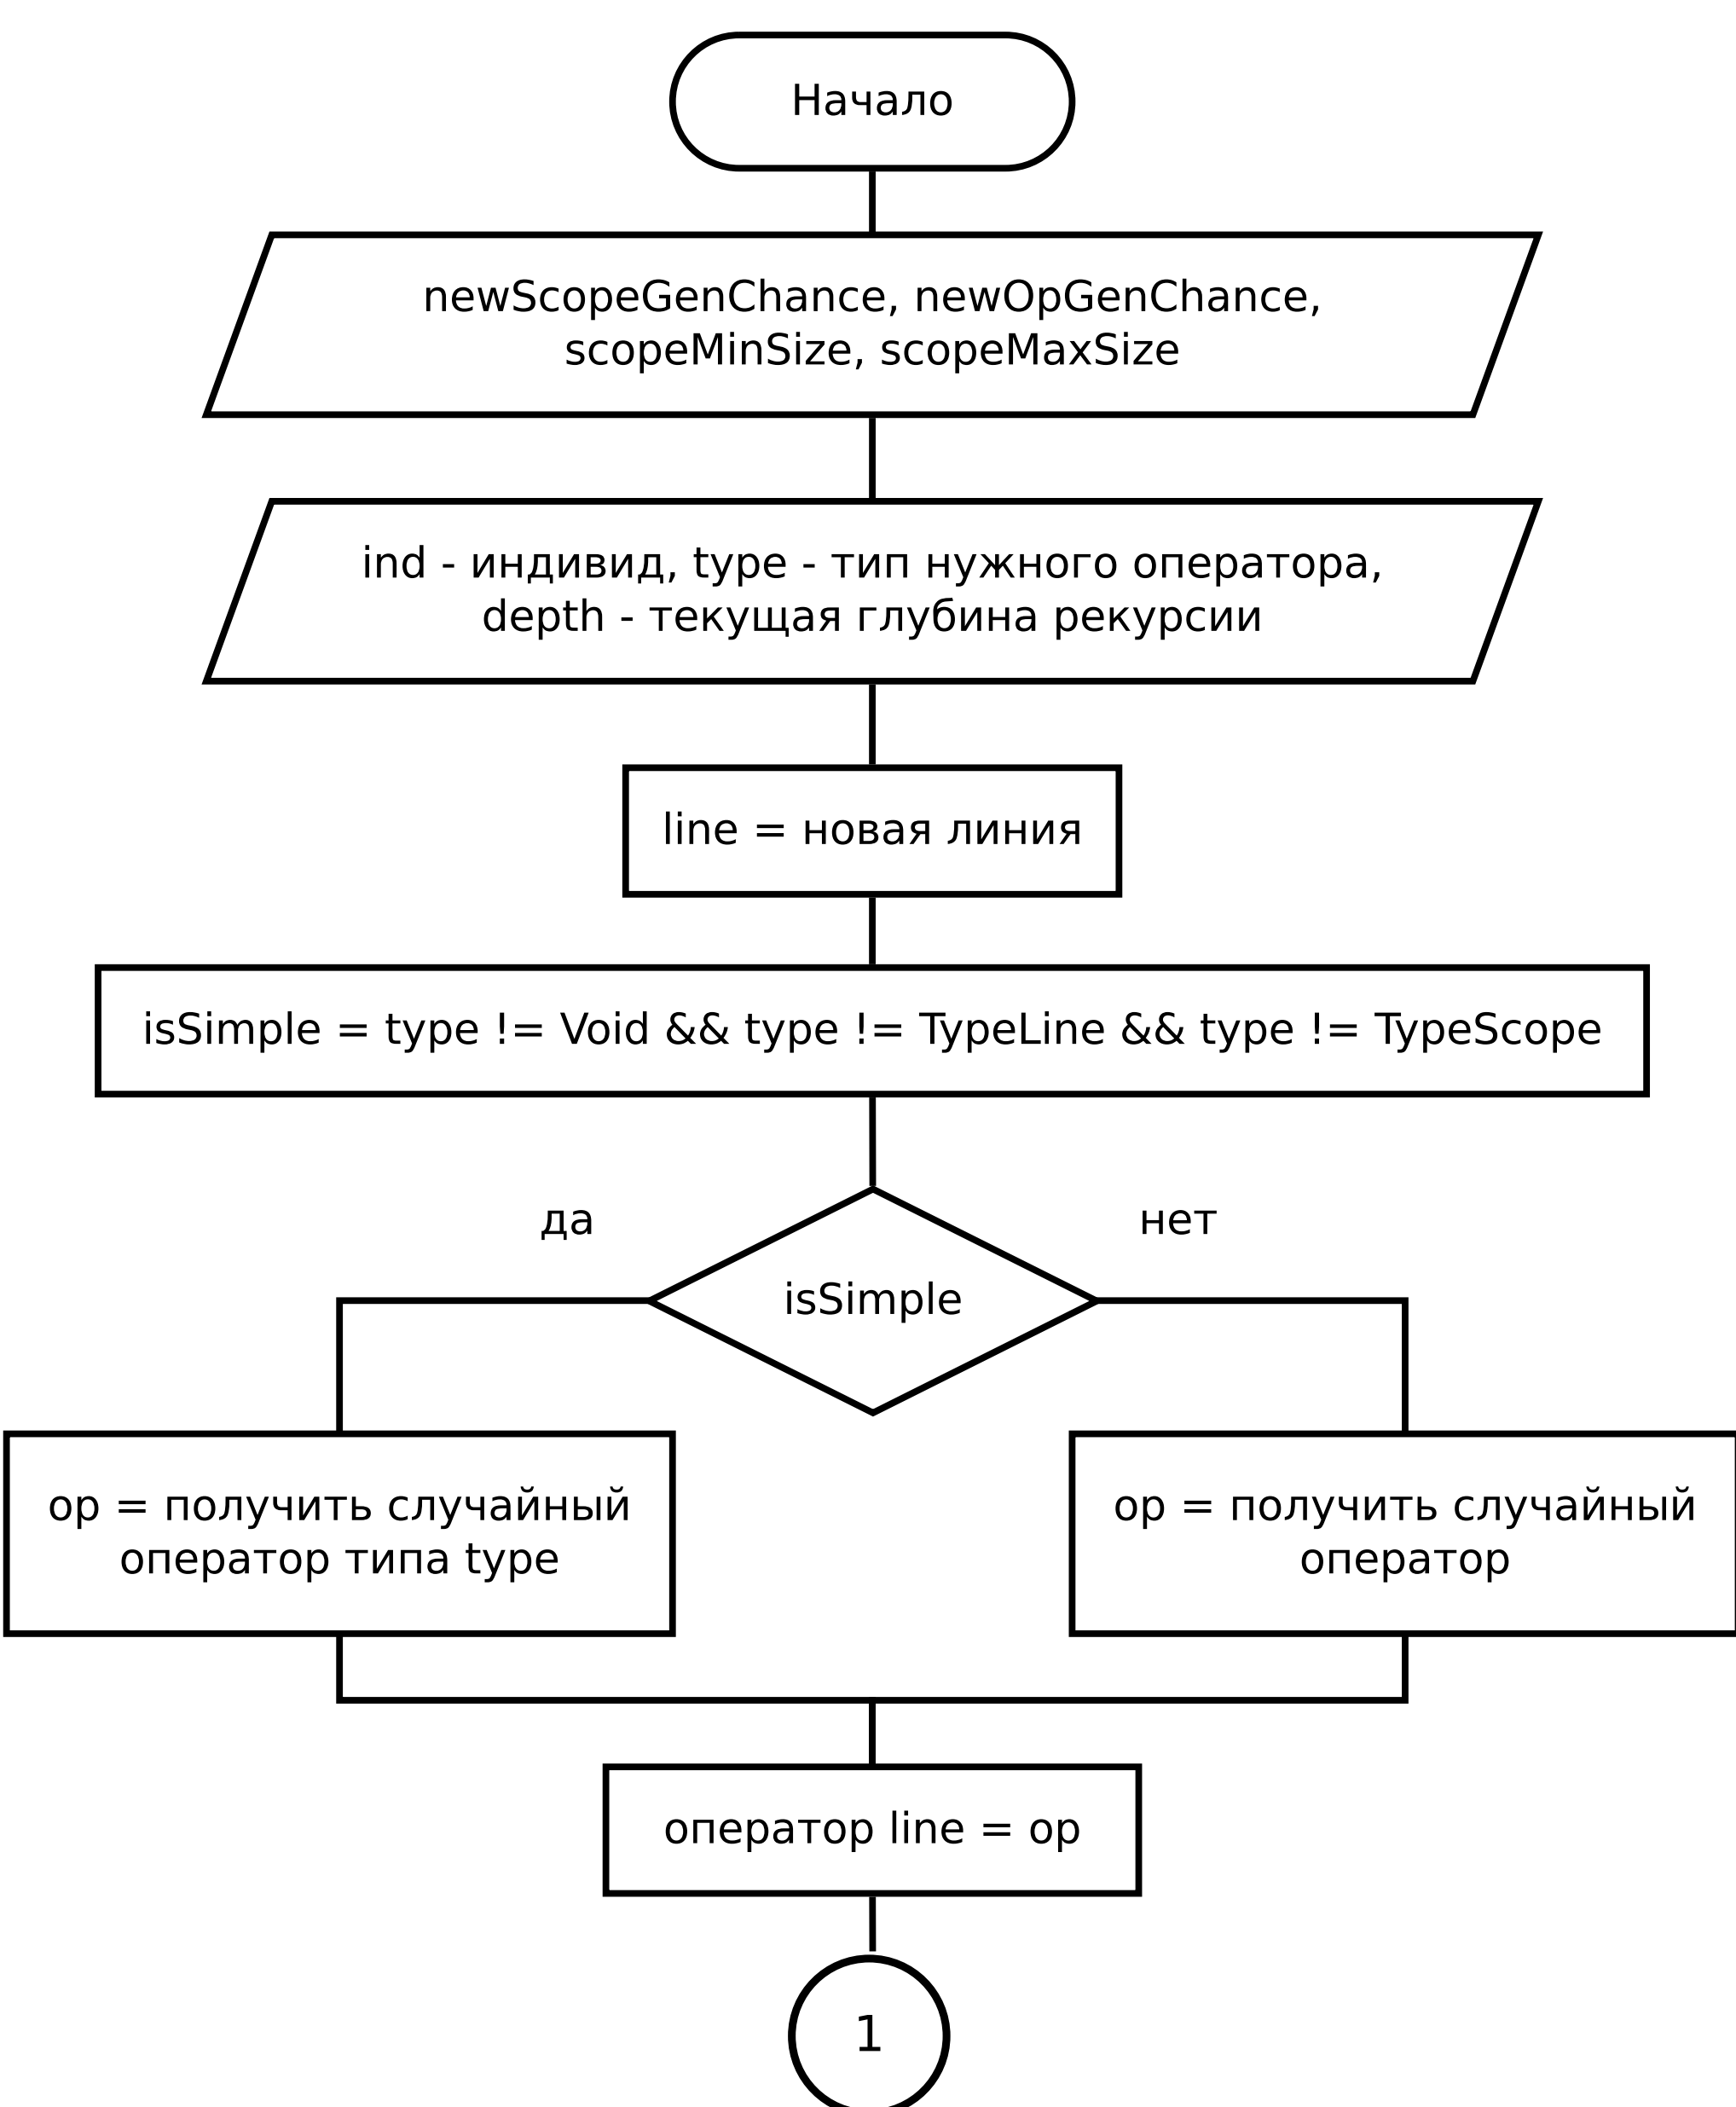 Начало
newScopeGenChance, newOpGenChance,
scopeMinSize, scopeMaxSize
ind - индивид, type - тип нужного оператора,
depth - текущая глубина рекурсии
line = новая линия
isSimple = type != Void && type != TypeLine && type != TypeScope
да
нет
isSimple
op = получить случайный
оператор типа type
op = получить случайный
оператор
оператор line = op
1